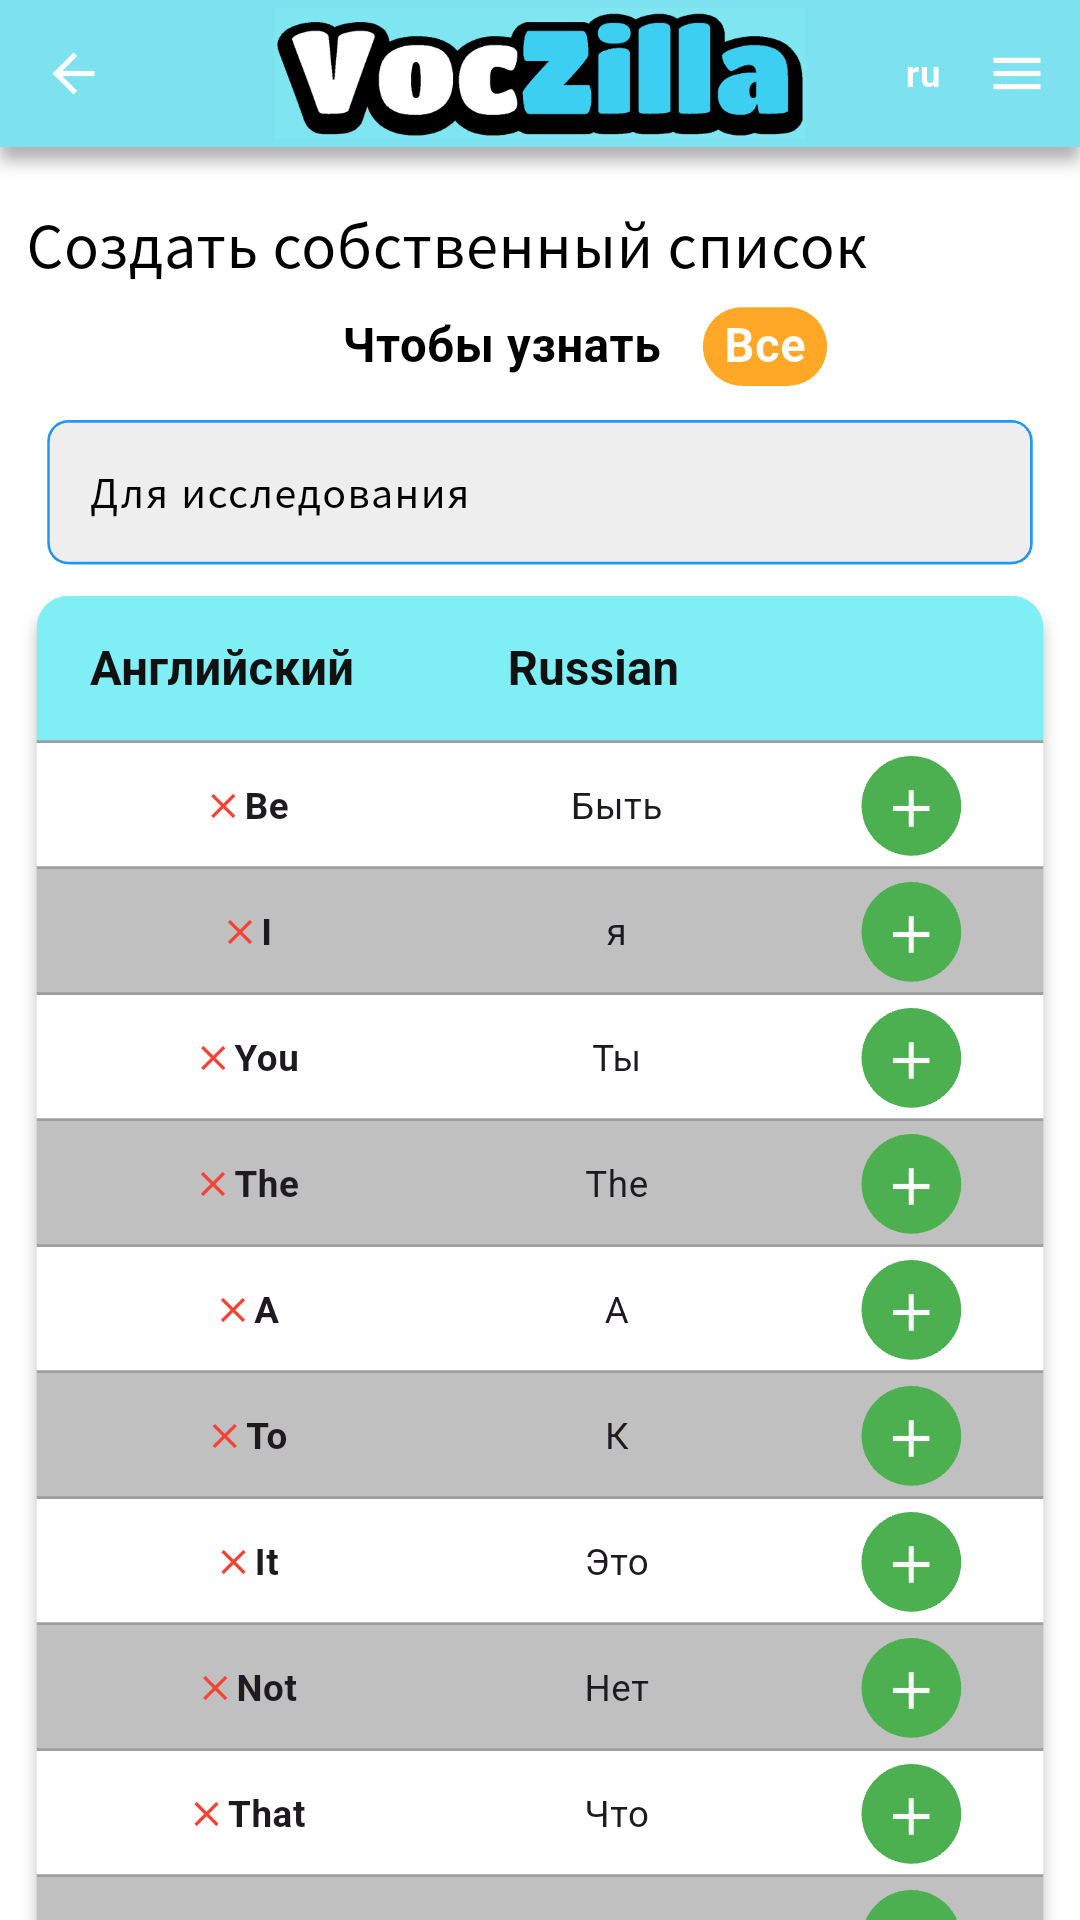 VocZilla
ru
Создать собственный список
Чтобы узнать Все
Для исследования
Английский Russian
Be Быть
I я
You Ты
The The
A А
To К
It Это
Not Нет
That Что